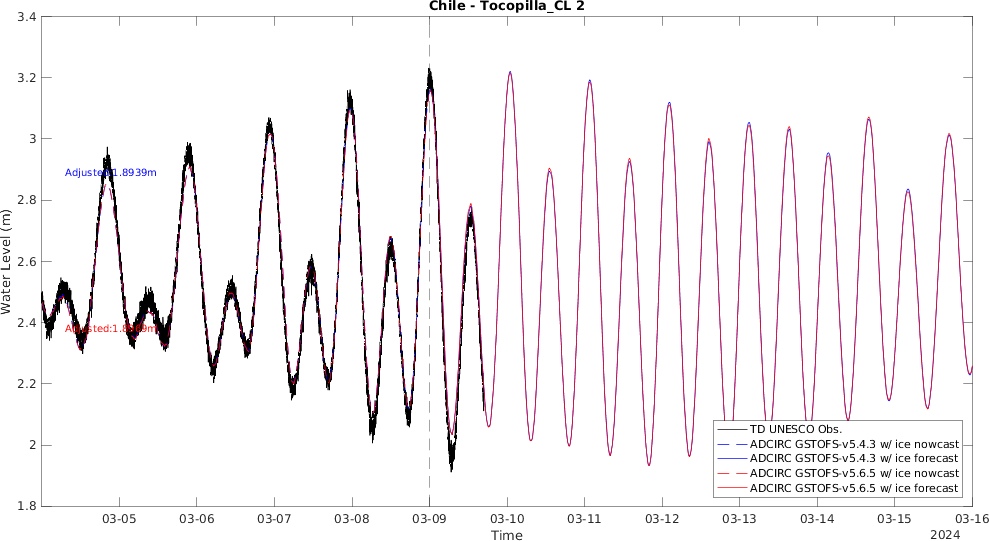 Chile - Tocopilla_CL 2
3.4
3.2
3
2.8
2.6
2.4
2.2
2
1.8
Water Level (m)
Adjusted:1.8939m
TD UNESCO Obs.
ADCIRC GSTOFS-v5.4.3 w/ ice nowcast
ADCIRC GSTOFS-v5.4.3 w/ ice forecast
ADCIRC GSTOFS-v5.6.5 w/ ice nowcast
ADCIRC GSTOFS-v5.6.5 w/ ice forecast
03-05
03-06
03-07
03-08
03-09
03-10
03-11
03-12
03-13
03-14
03-15
03-16
Time
2024